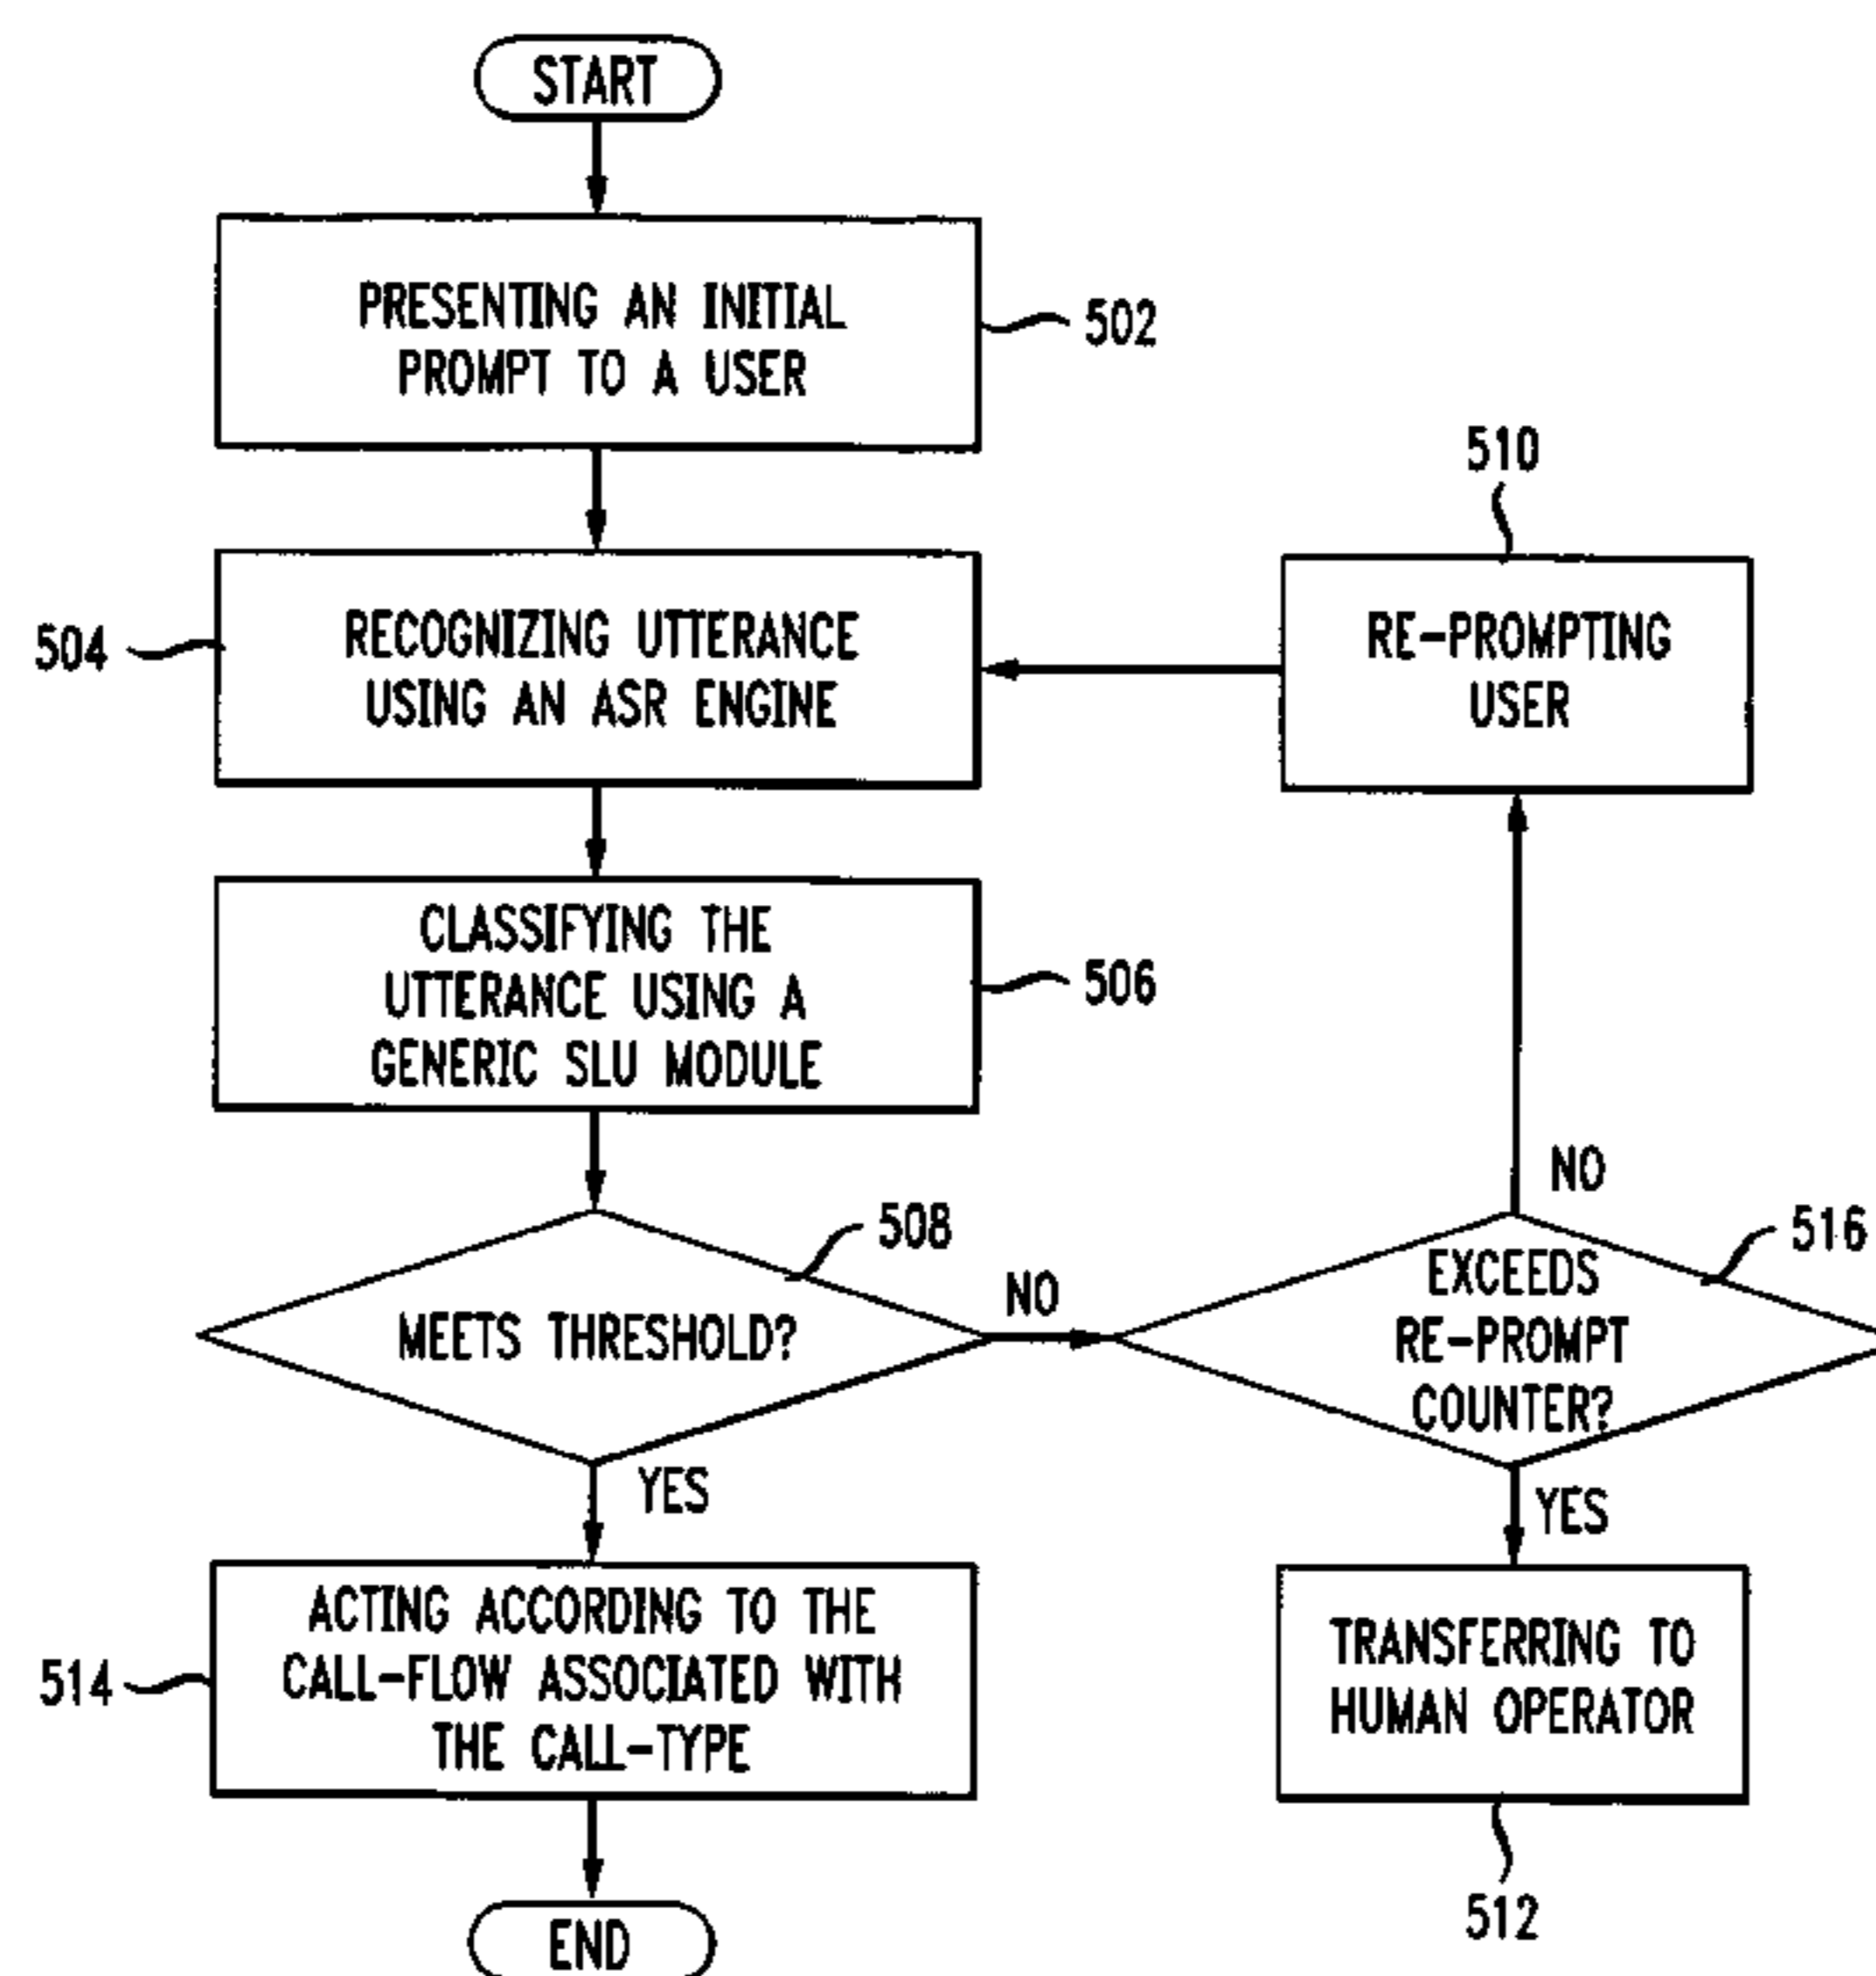 START
PRESENTING AN INITIAL
PROMPT TO A USER
502
510
504
RECOGNIZING UTTERANCE
USING AN ASR ENGINE
RE-PROMPTING
USER
CLASSIFYING THE
UTTERANCE USING A
GENERIC SLU MODULE
506
508
MEETS THRESHOLD?
NO
YES
NO
516
EXCEEDS
RE-PROMPT
COUNTER?
YES
514
ACTING ACCORDING TO THE
CALL-FLOW ASSOCIATED WITH
THE CALL-TYPE
TRANSFERRING TO
HUMAN OPERATOR
512
END